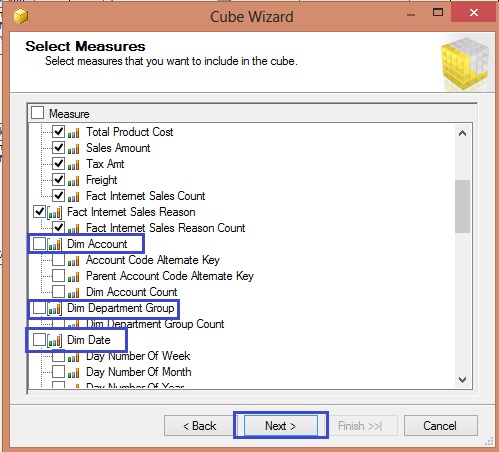 Cube Wizard
Select Measures
Select measures that you want to include in the cube.
Measure
Total Product Cost
Sales Amount
Tax Amt
Freight
Fact Internet Sales Count
Fact Internet Sales Reason
Fact Internet Sales Reason Count
Dim Account
Account Code Alternate Key
Parent Account Code Alternate Key
Dim Account Count
Dim Department Group
Dim Department Group Count
Dim Date
Day Number Of Week
Day Number Of Month
Day Number Of Year
< Back Next > Finish >>| Cancel